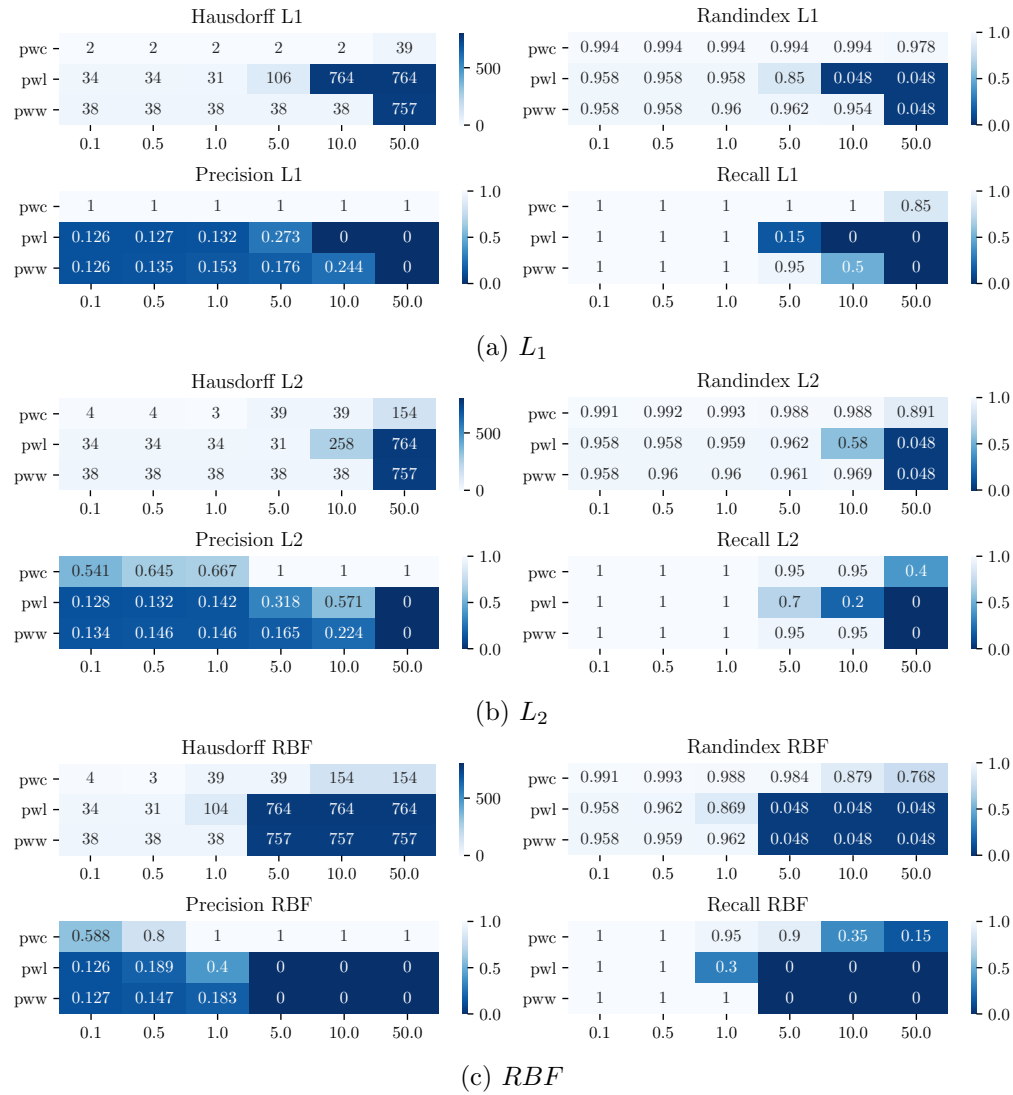 Hausdorff L1
pwc 2 2 2 2 2 39
pwl 34 34 31 106 764 764
pww 38 38 38 38 38 757
0.1 0.5 1.0 5.0 10.0 50.0
500
0
Randindex L1
pwc 0.994 0.994 0.994 0.994 0.994 0.978
pwl 0.958 0.958 0.958 0.85 0.048 0.048
pww 0.958 0.958 0.96 0.962 0.954 0.048
0.1 0.5 1.0 5.0 10.0 50.0
1.0
0.5
0.0
Precision L1
pwc 1 1 1 1 1 1
pwl 0.126 0.127 0.132 0.273 0 0
pww 0.126 0.135 0.153 0.176 0.244 0
0.1 0.5 1.0 5.0 10.0 50.0
1.0
0.5
0.0
Recall L1
pwc 1 1 1 1 1 0.85
pwl 1 1 1 0.15 0 0
pww 1 1 1 0.95 0.5 0
0.1 0.5 1.0 5.0 10.0 50.0
1.0
0.5
0.0
(a) L1
Hausdorff L2
pwc 4 4 3 39 39 154
pwl 34 34 34 31 258 764
pww 38 38 38 38 38 757
0.1 0.5 1.0 5.0 10.0 50.0
500
0
Randindex L2
pwc 0.991 0.992 0.993 0.988 0.988 0.891
pwl 0.958 0.958 0.959 0.962 0.58 0.048
pww 0.958 0.96 0.96 0.961 0.969 0.048
0.1 0.5 1.0 5.0 10.0 50.0
1.0
0.5
0.0
Precision L2
pwc 0.541 0.645 0.667 1 1 1
pwl 0.128 0.132 0.142 0.318 0.571 0
pww 0.134 0.146 0.146 0.165 0.224 0
0.1 0.5 1.0 5.0 10.0 50.0
1.0
0.5
0.0
Recall L2
pwc 1 1 1 0.95 0.95 0.4
pwl 1 1 1 0.7 0.2 0
pww 1 1 1 0.95 0.95 0
0.1 0.5 1.0 5.0 10.0 50.0
1.0
0.5
0.0
(b) L2
Hausdorff RBF
pwc 4 3 39 39 154 154
pwl 34 31 104 764 764 764
pww 38 38 38 757 757 757
0.1 0.5 1.0 5.0 10.0 50.0
500
0
Randindex RBF
pwc 0.991 0.993 0.988 0.984 0.879 0.768
pwl 0.958 0.962 0.869 0.048 0.048 0.048
pww 0.958 0.959 0.962 0.048 0.048 0.048
0.1 0.5 1.0 5.0 10.0 50.0
1.0
0.5
0.0
Precision RBF
pwc 0.588 0.8 1 1 1 1
pwl 0.126 0.189 0.4 0 0 0
pww 0.127 0.147 0.183 0 0 0
0.1 0.5 1.0 5.0 10.0 50.0
1.0
0.5
0.0
Recall RBF
pwc 1 1 0.95 0.9 0.35 0.15
pwl 1 1 0.3 0 0 0
pww 1 1 1 0 0 0
0.1 0.5 1.0 5.0 10.0 50.0
1.0
0.5
0.0
(c) RBF